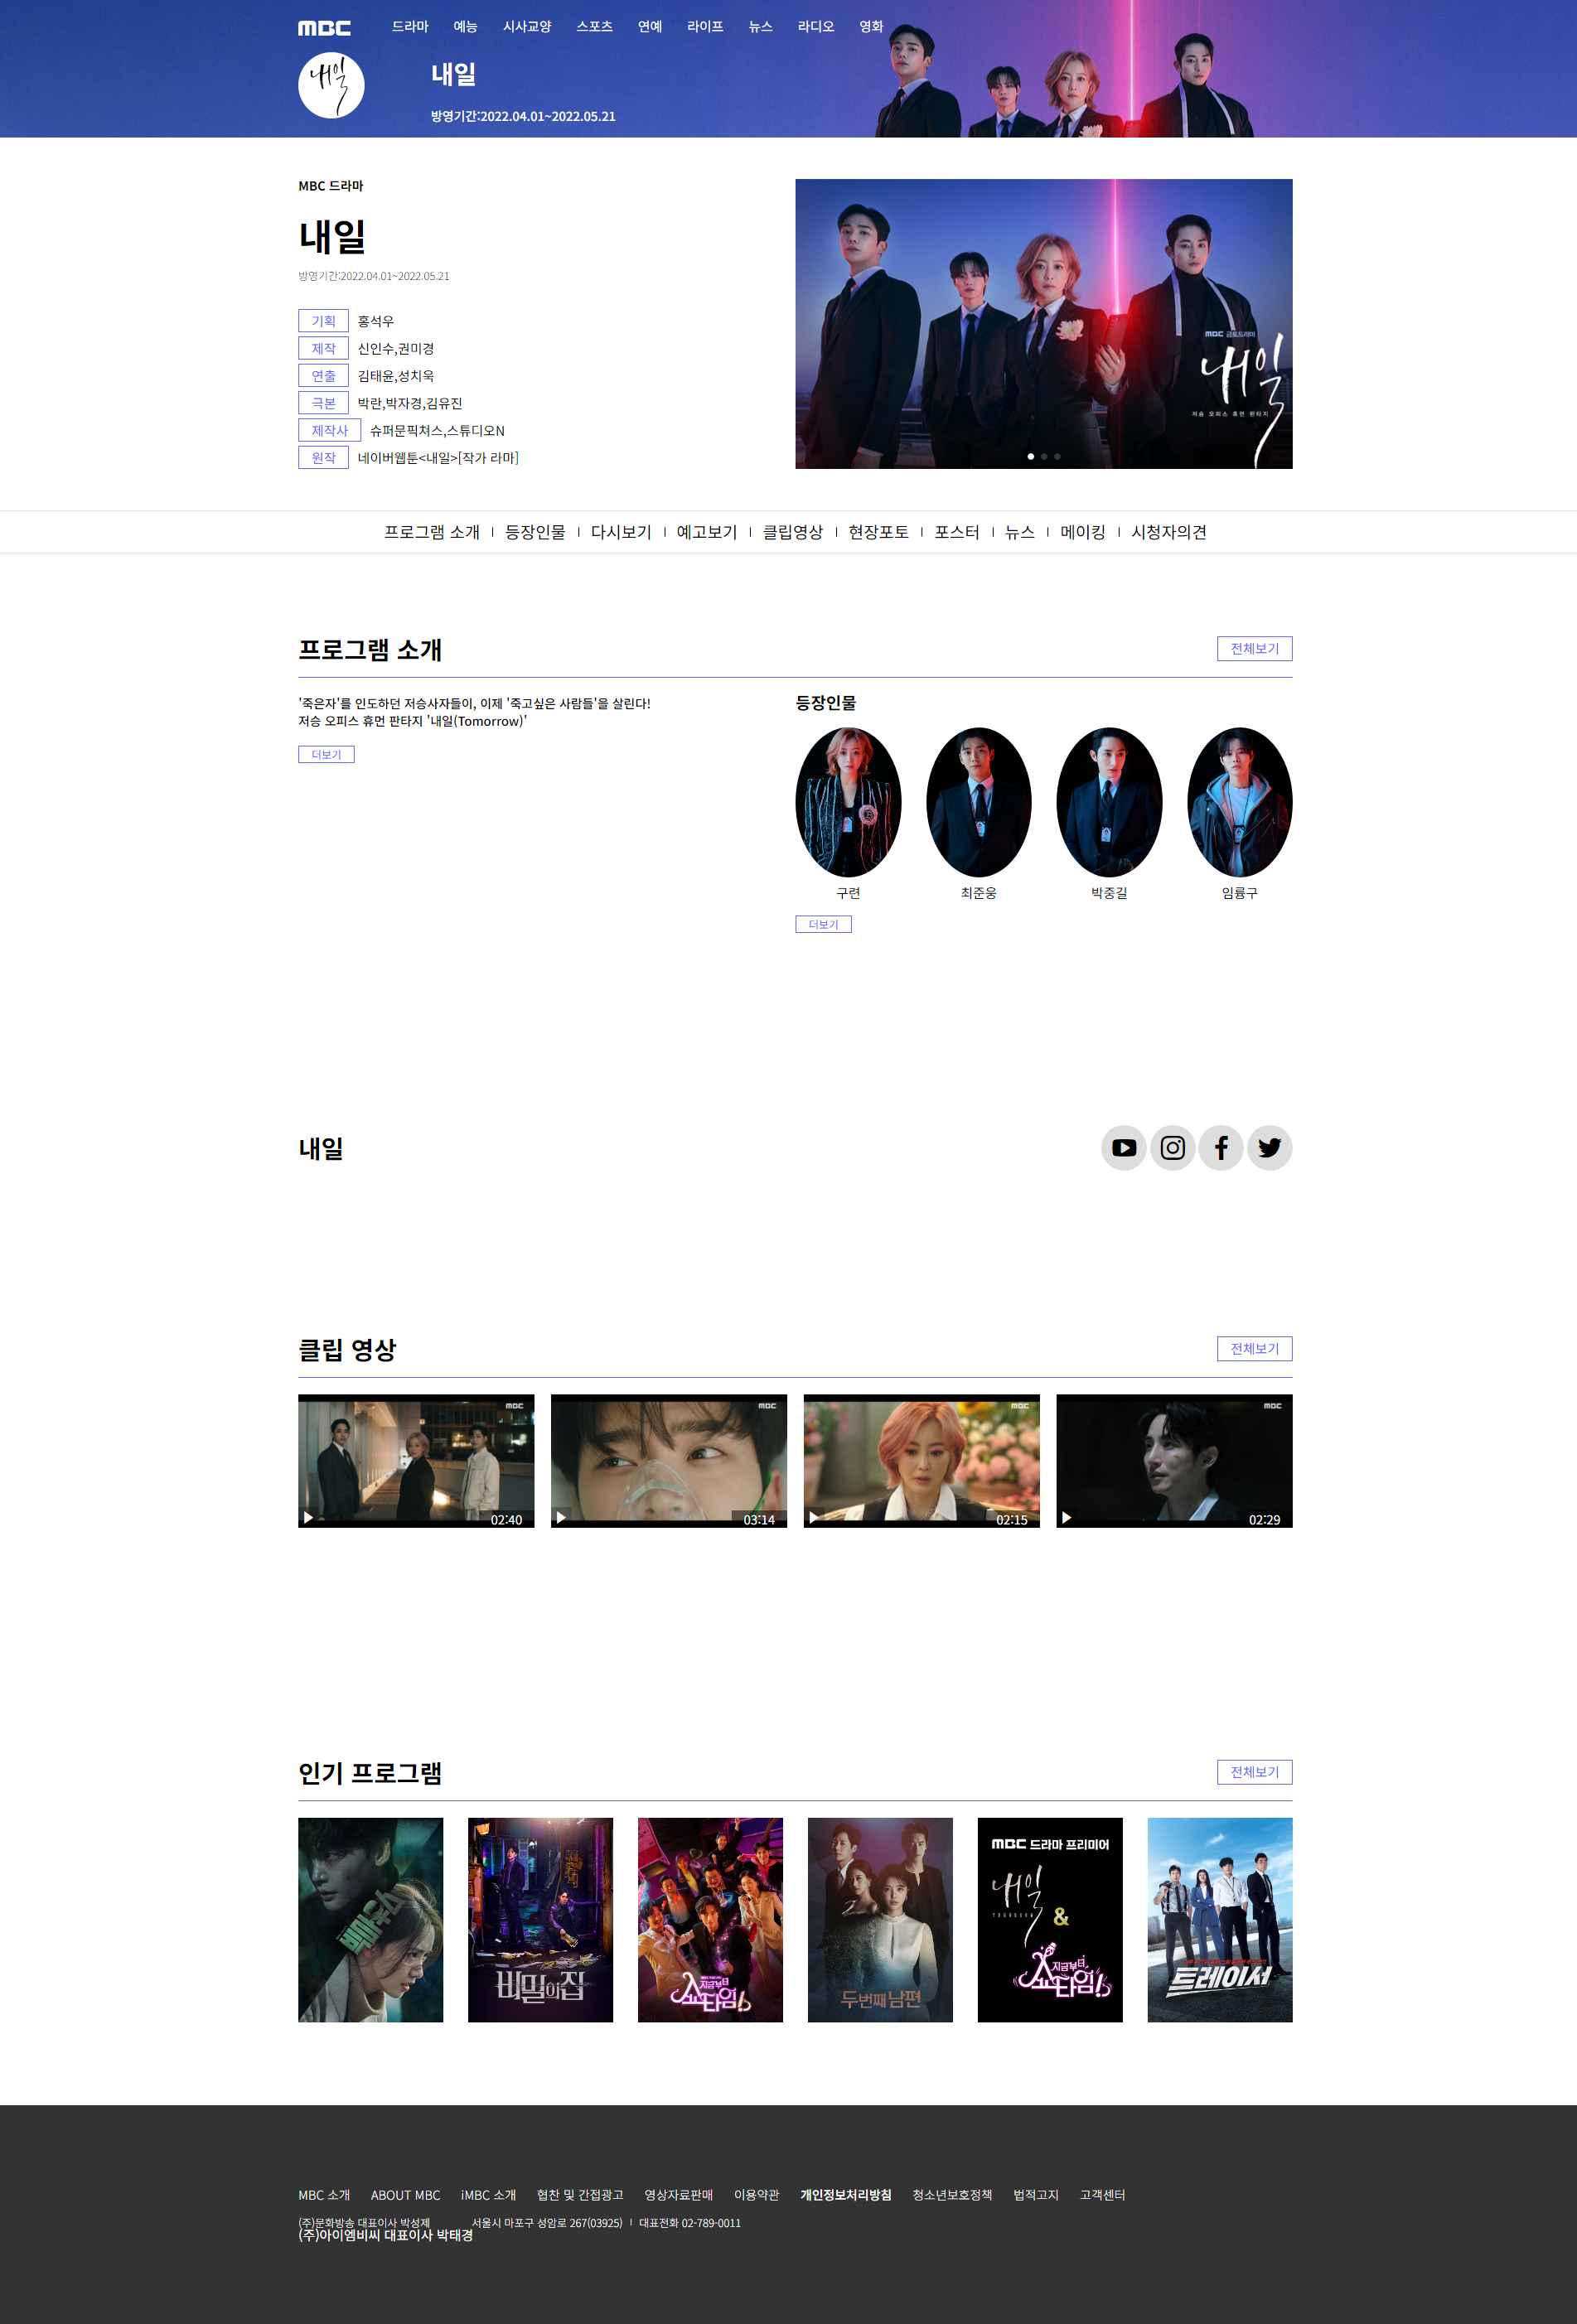 MBC 드라마 예능 시사교양 스포츠 연예 라이프 뉴스 라디오 영화
내일
내일
방영기간:2022.04.01~2022.05.21
MBC 드라마
내일
방영기간:2022.04.01~2022.05.21
기획 홍석우
제작 신인수,권미경
연출 김태윤,성치욱
극본 박란,박자경,김유진
제작사 슈퍼문픽쳐스,스튜디오N
원작 네이버웹툰<내일>[작가 라마]
MBC 금토드라마
내일
저승 오피스 휴먼 판타지
프로그램 소개 등장인물 다시보기 예고보기 클립영상 현장포토 포스터 뉴스 메이킹 시청자의견
프로그램 소개
전체보기
'죽은자'를 인도하던 저승사자들이, 이제 '죽고싶은 사람들'을 살린다!
저승 오피스 휴먼 판타지 '내일(Tomorrow)'
더보기
등장인물
구련 최준웅 박중길 임륭구
더보기
내일
클립 영상
전체보기
MBC MBC MBC MBC
02:40 03:14 02:15 02:29
인기 프로그램
전체보기
빅마우스
비밀의 집
지금부터
쇼타임!
두번째 남편
MBC 드라마 프리미어
내일
TOMORROW
&
지금부터
쇼타임!
트레이서
MBC 소개 ABOUT MBC iMBC 소개 협찬 및 간접광고 영상자료판매 이용약관 개인정보처리방침 청소년보호정책 법적고지 고객센터
(주)문화방송 대표이사 박성제 서울시 마포구 성암로 267(03925) 대표전화 02-789-0011
(주)아이엠비씨 대표이사 박태경